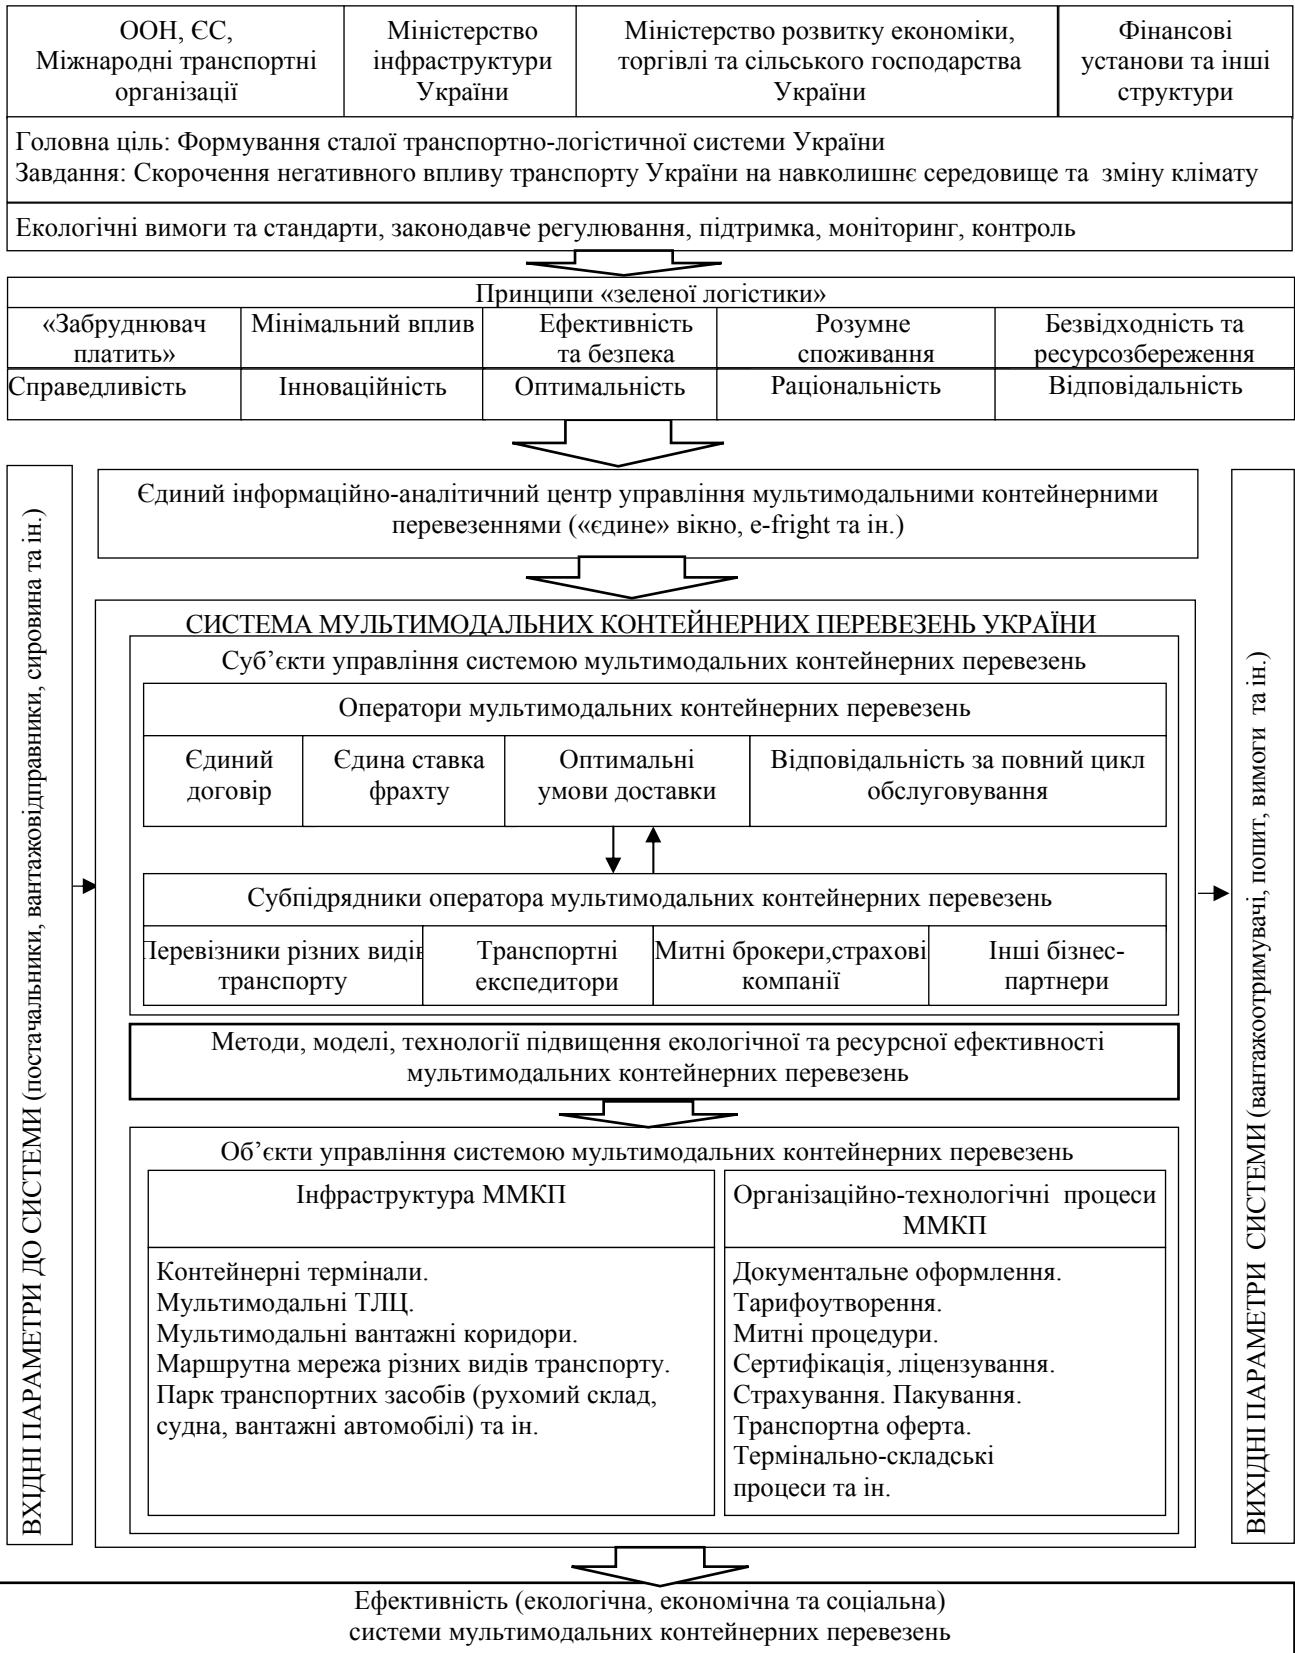 ООН, ЄС,
Міжнародні транспортні
організації
Міністерство
інфраструктури
України
Міністерство розвитку економіки,
торгівлі та сільського господарства
України
Фінансові
установи та інші
структури
Головна ціль: Формування сталої транспортно-логістичної системи України
Завдання: Скорочення негативного впливу транспорту України на навколишнє середовище та зміну клімату
Екологічні вимоги та стандарти, законодавче регулювання, підтримка, моніторинг, контроль
Принципи «зеленої логістики»
«Забруднювач
платить»
Мінімальний вплив
Ефективність
та безпека
Розумне
споживання
Безвідходність та
ресурсозбереження
Справедливість
Інноваційність
Оптимальність
Раціональність
Відповідальність
ВХІДНІ ПАРАМЕТРИ ДО СИСТЕМИ (постачальники, вантажовідправники, сировина та ін.)
Єдиний інформаційно-аналітичний центр управління мультимодальними контейнерними
перевезеннями («єдине» вікно, e-fright та ін.)
СИСТЕМА МУЛЬТИМОДАЛЬНИХ КОНТЕЙНЕРНИХ ПЕРЕВЕЗЕНЬ УКРАЇНИ
Суб’єкти управління системою мультимодальних контейнерних перевезень
Оператори мультимодальних контейнерних перевезень
Єдиний
договір
Єдина ставка
фрахту
Оптимальні
умови доставки
Відповідальність за повний цикл
обслуговування
Субпідрядники оператора мультимодальних контейнерних перевезень
Перевізники різних видів
транспорту
Транспортні
експедитори
Митні брокери,страхові
компанії
Інші бізнес-
партнери
Методи, моделі, технології підвищення екологічної та ресурсної ефективності
мультимодальних контейнерних перевезень
Об’єкти управління системою мультимодальних контейнерних перевезень
Інфраструктура ММКП
Контейнерні термінали.
Мультимодальні ТЛЦ.
Мультимодальні вантажні коридори.
Маршрутна мережа різних видів транспорту.
Парк транспортних засобів (рухомий склад,
судна, вантажні автомобілі) та ін.
Організаційно-технологічні процеси
ММКП
Документальне оформлення.
Тарифоутворення.
Митні процедури.
Сертифікація, ліцензування.
Страхування. Пакування.
Транспортна оферта.
Термінально-складські
процеси та ін.
ВИХІДНІ ПАРАМЕТРИ СИСТЕМИ (вантажоотримувачі, попит, вимоги та ін.)
Ефективність (екологічна, економічна та соціальна)
системи мультимодальних контейнерних перевезень